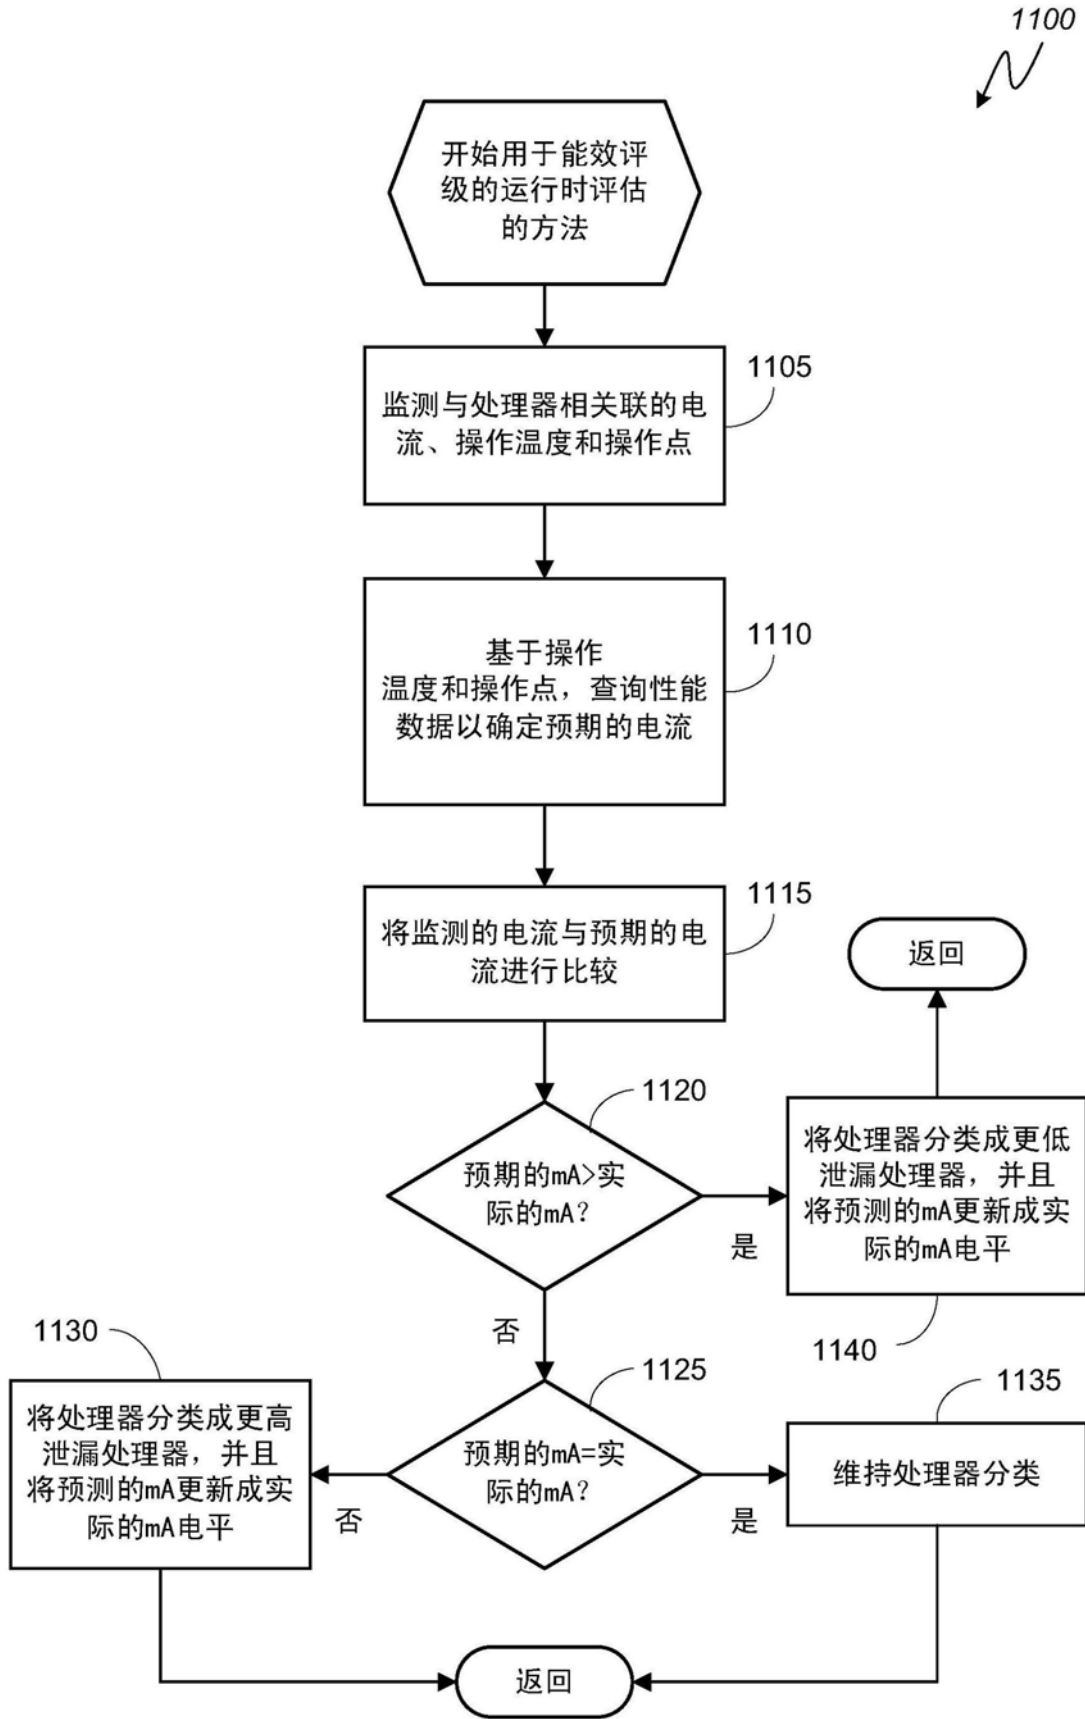 1100
开始用于能效评
级的运行时评估
的方法
1105
监测与处理器相关联的电
流、操作温度和操作点
1110
基于操作
温度和操作点，查询性能
数据以确定预期的电流
1115
将监测的电流与预期的电
流进行比较
返回
1120
预期的mA>实
际的mA？
是
将处理器分类成更低
泄漏处理器，并且
将预测的mA更新成实
际的mA电平
1140
否
1125
预期的mA=实
际的mA？
1130
将处理器分类成更高
泄漏处理器，并且
将预测的mA更新成实
际的mA电平
否
是
1135
维持处理器分类
返回